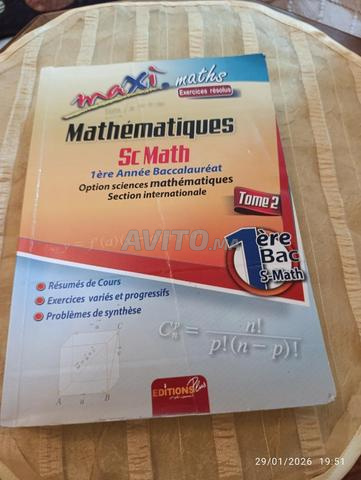 maxi.
maths
Exercices résolus
Mathématiques
Sc Math
1ère Année Baccalauréat
Option sciences mathématiques
Section internationale
Tome 2
AVITO.ma
1ère
Bac
S-Math
Résumés de Cours
Exercices variés et progressifs
Problèmes de synthèse
C_n^p = n! / p!(n-p)!
A
B
C
EDITIONS Plus
29/01/2026 19:51